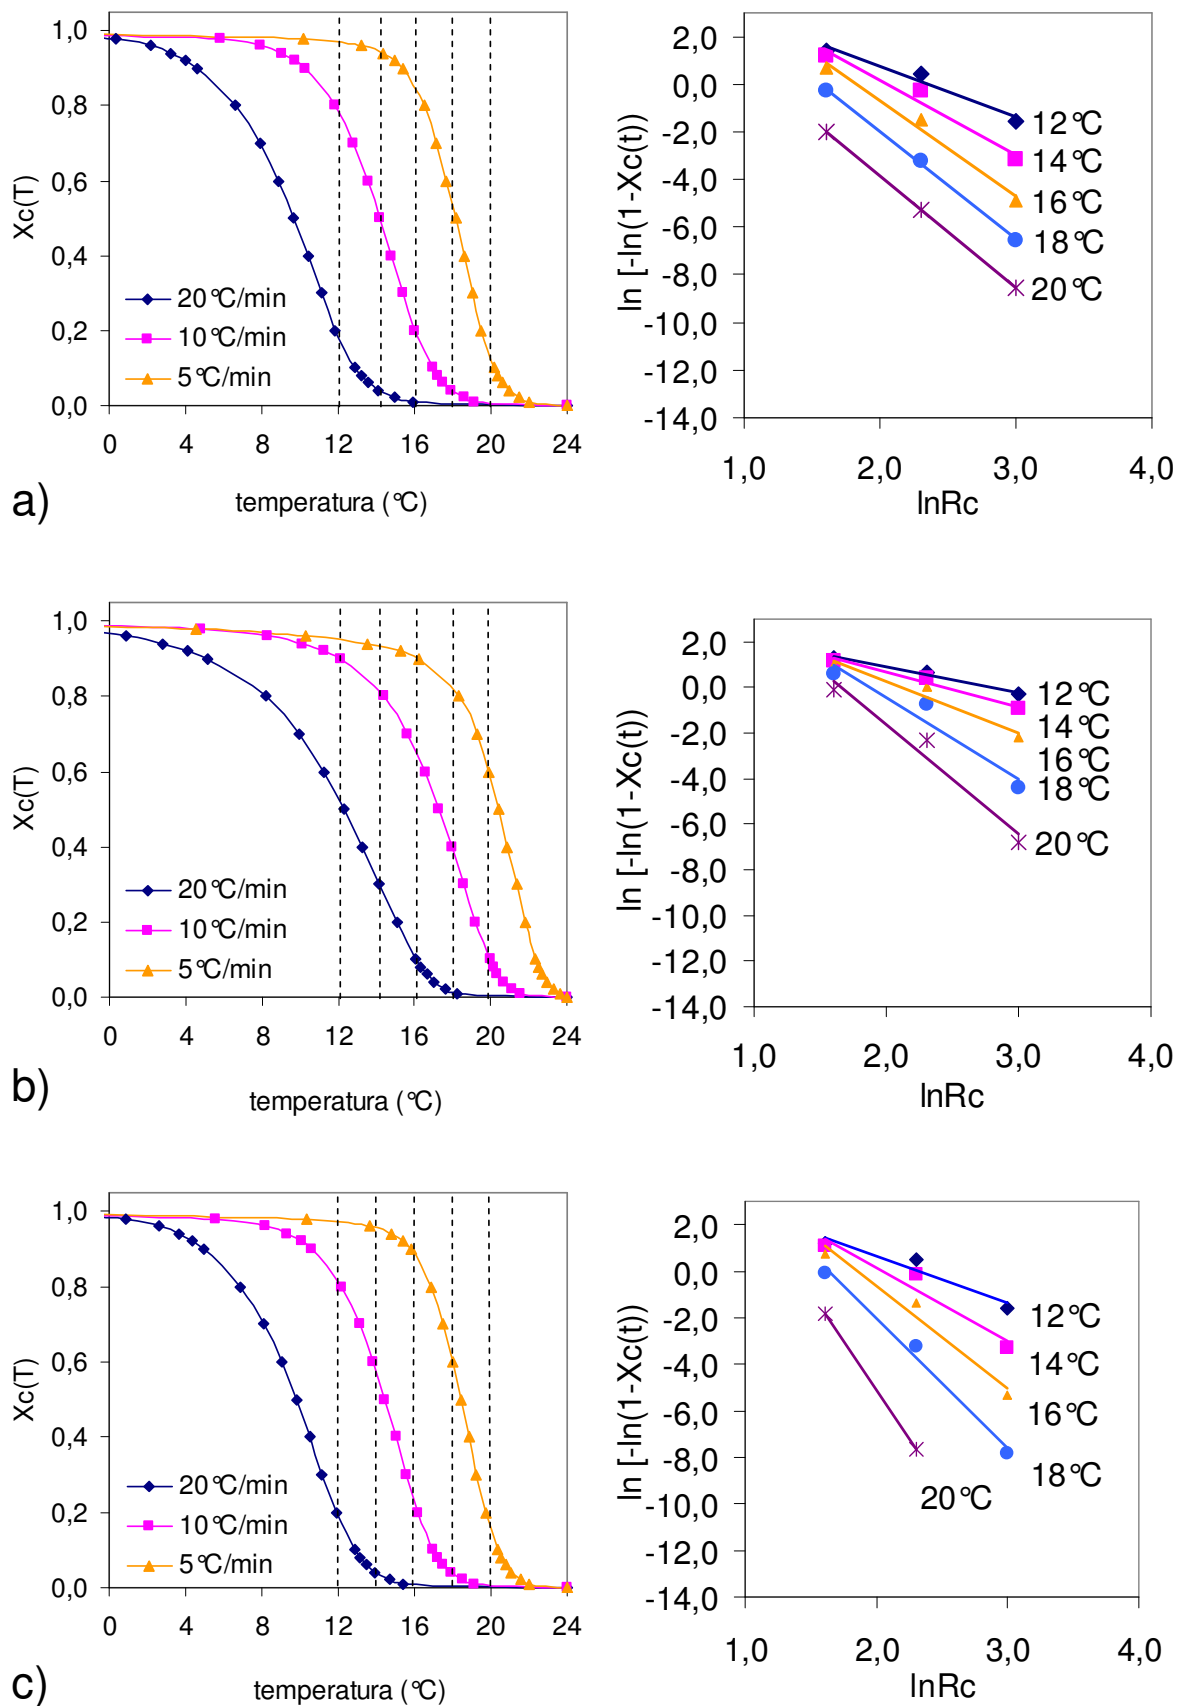 1,0
0,8
0,6
0,4
0,2
0,0
Xc(T)
20°C/min
10°C/min
5°C/min
0 4 8 12 16 20 24
temperatura (°C)
a)
2,0
0,0
-2,0
-4,0
-6,0
-8,0
-10,0
-12,0
-14,0
ln [-ln(1-Xc(t))]
12°C
14°C
16°C
18°C
20°C
1,0 2,0 3,0 4,0
lnRc
1,0
0,8
0,6
0,4
0,2
0,0
Xc(T)
20°C/min
10°C/min
5°C/min
0 4 8 12 16 20 24
temperatura (°C)
b)
2,0
0,0
-2,0
-4,0
-6,0
-8,0
-10,0
-12,0
-14,0
ln [-ln(1-Xc(t))]
12°C
14°C
16°C
18°C
20°C
1,0 2,0 3,0 4,0
lnRc
1,0
0,8
0,6
0,4
0,2
0,0
Xc(T)
20°C/min
10°C/min
5°C/min
0 4 8 12 16 20 24
temperatura (°C)
c)
2,0
0,0
-2,0
-4,0
-6,0
-8,0
-10,0
-12,0
-14,0
ln [-ln(1-Xc(t))]
12°C
14°C
16°C
18°C
20°C
1,0 2,0 3,0 4,0
lnRc